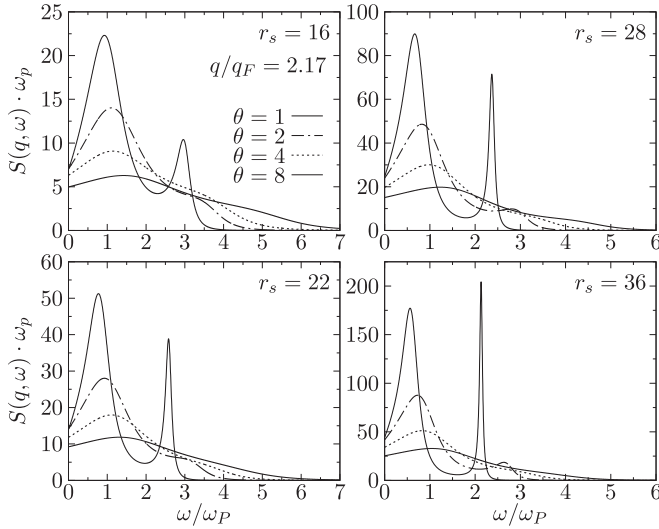 r_s = 16
q/q_F = 2.17
θ = 1
θ = 2
θ = 4
θ = 8
S(q, ω) · ω_p
25
20
15
10
5
0
0 1 2 3 4 5 6 7
r_s = 28
100
80
60
40
20
0
0 1 2 3 4 5 6
r_s = 22
S(q, ω) · ω_p
60
50
40
30
20
10
0
0 1 2 3 4 5 6 7
ω/ω_P
r_s = 36
200
150
100
50
0
0 1 2 3 4 5 6
ω/ω_P